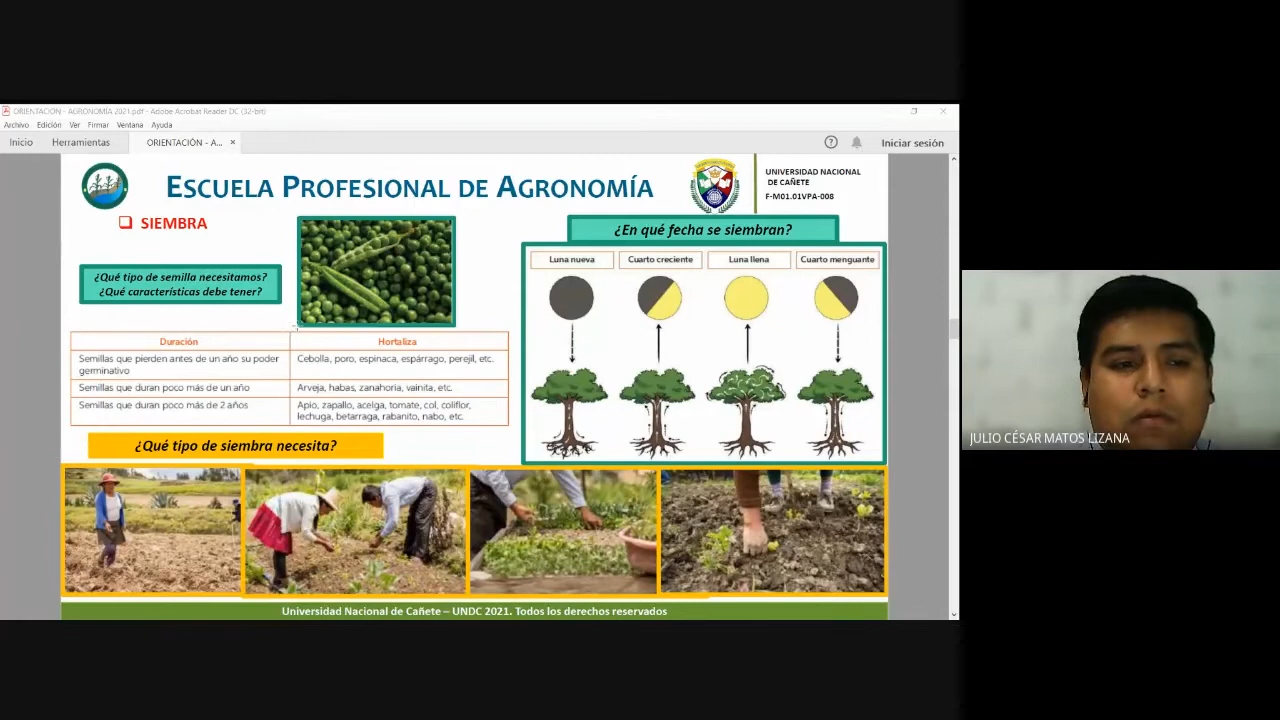 ORIENTACIÓN - AGRONOMÍA 2021.pdf - Adobe Acrobat Reader DC (32-bit)
Archivo Edición Ver Firmar Ventana Ayuda
Inicio Herramientas ORIENTACIÓN - A... × Iniciar sesión
ESCUELA PROFESIONAL DE AGRONOMÍA
UNIVERSIDAD NACIONAL
DE CAÑETE
F-M01.01VPA-008
SIEMBRA
¿Qué tipo de semilla necesitamos?
¿Qué características debe tener?
Duración Hortaliza
Semillas que pierden antes de un año su poder
germinativo
Cebolla, poro, espinaca, espárrago, perejil, etc.
Semillas que duran poco más de un año
Arveja, habas, zanahoria, vainita, etc.
Semillas que duran poco más de 2 años
Apio, zapallo, acelga, tomate, col, coliflor,
lechuga, betarraga, rabanito, nabo, etc.
¿En qué fecha se siembran?
Luna nueva Cuarto creciente Luna llena Cuarto menguante
¿Qué tipo de siembra necesita?
Universidad Nacional de Cañete – UNDC 2021. Todos los derechos reservados
JULIO CÉSAR MATOS LIZANA